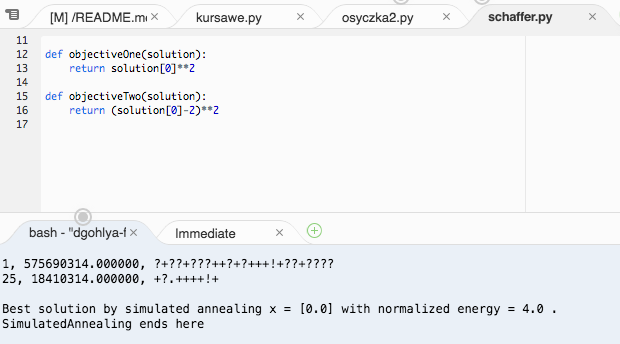 [M] /README.m
kursawe.py
osyczka2.py
schaffer.py
11
12 def objectiveOne(solution):
13     return solution[0]**2
14
15 def objectiveTwo(solution):
16     return (solution[0]-2)**2
17
bash - "dgohlya-f
Immediate
1, 575690314.000000, ?+??+???++?+?+++!+??+????
25, 18410314.000000, +?.++++!+
Best solution by simulated annealing x = [0.0] with normalized energy = 4.0 .
SimulatedAnnealing ends here